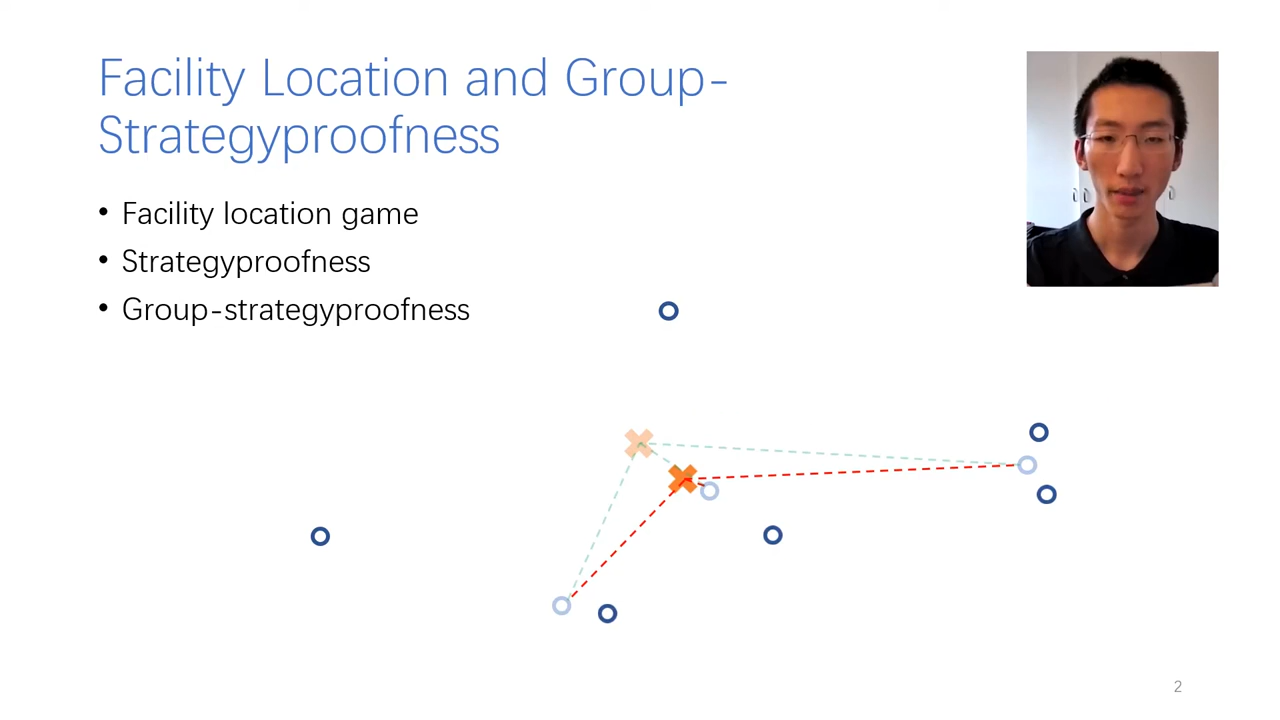 Facility Location and Group-
Strategyproofness
• Facility location game
• Strategyproofness
• Group-strategyproofness
2